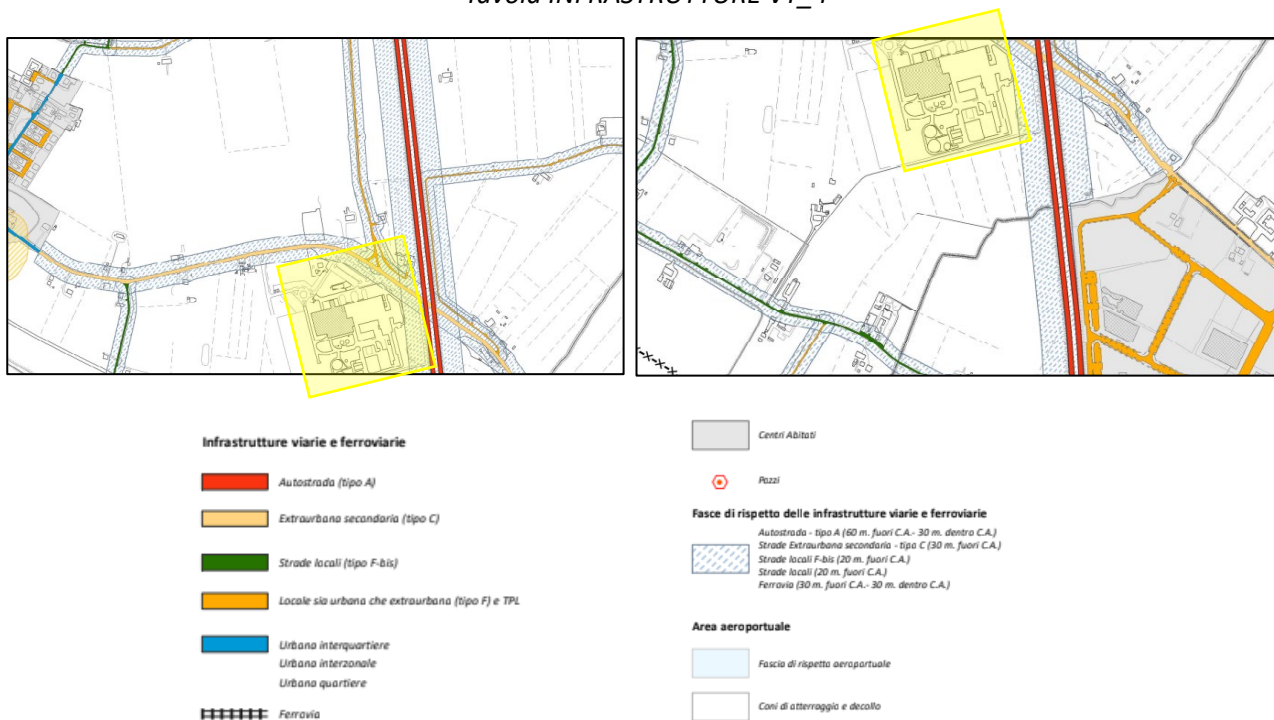 Tavola INFRASTRUTTURE VT_4
Infrastrutture viarie e ferroviarie
Autostrada (tipo A)
Extraurbana secondaria (tipo C)
Strade locali (tipo F-bis)
Locale sia urbana che extraurbana (tipo F) e TPL
Urbana interquartiere
Urbana interzonale
Urbana quartiere
Ferrovia
Centri Abitati
Pozzi
Fasce di rispetto delle infrastrutture viarie e ferroviarie
Autostrada - tipo A (60 m. fuori C.A.- 30 m. dentro C.A.)
Strade Extraurbana secondaria - tipo C (30 m. fuori C.A.)
Strade locali F-bis (20 m. fuori C.A.)
Strade locali (20 m. fuori C.A.)
Ferrovia (30 m. fuori C.A.- 30 m. dentro C.A.)
Area aeroportuale
Fascia di rispetto aeroportuale
Coni di atterraggio e decollo